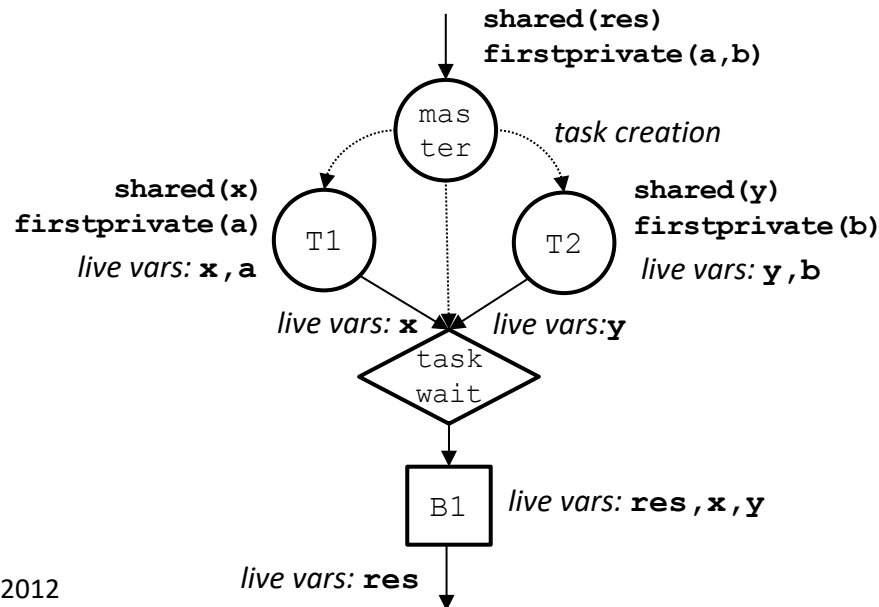 shared(res)
firstprivate(a,b)
mas
ter
task creation
shared(x)
firstprivate(a)
live vars: x,a
T1
T2
shared(y)
firstprivate(b)
live vars: y,b
live vars: x
live vars:y
task
wait
B1
live vars: res,x,y
live vars: res
2012